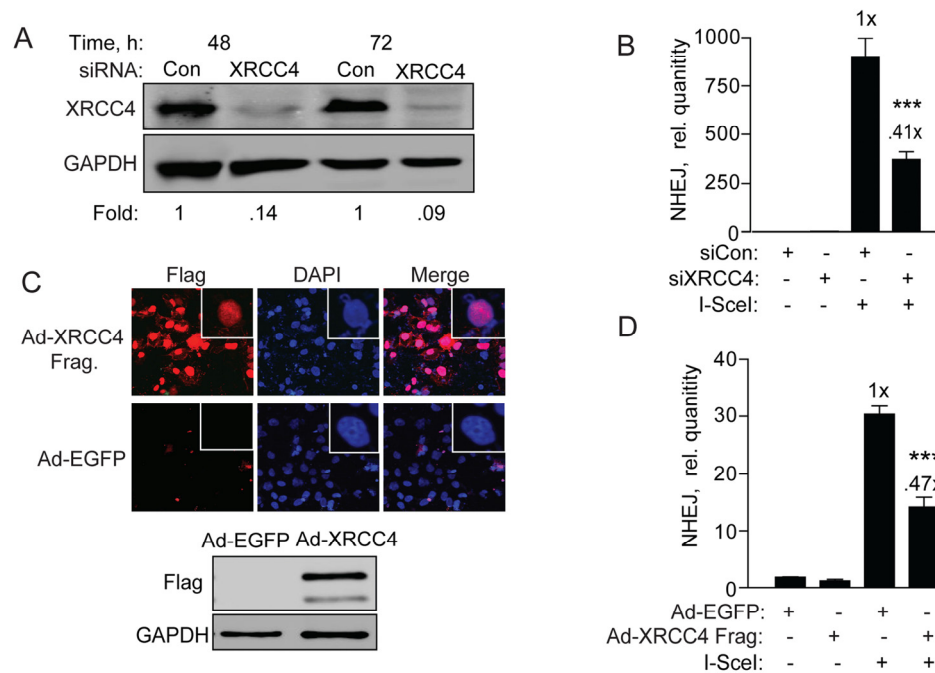 A
Time, h: 48 72
siRNA: Con XRCC4 Con XRCC4
XRCC4
GAPDH
Fold: 1 .14 1 .09
B
NHEJ, rel. quanitity
1000
750
500
250
0
1x
***
.41x
siCon: + - + -
siXRCC4: - + - +
I-SceI: - - + +
C
Flag DAPI Merge
Ad-XRCC4
Frag.
Ad-EGFP
Ad-EGFP Ad-XRCC4
Flag
GAPDH
D
NHEJ, rel. quanitity
40
30
20
10
0
1x
***
.47x
Ad-EGFP: + - + -
Ad-XRCC4 Frag: - + - +
I-SceI: - - + +